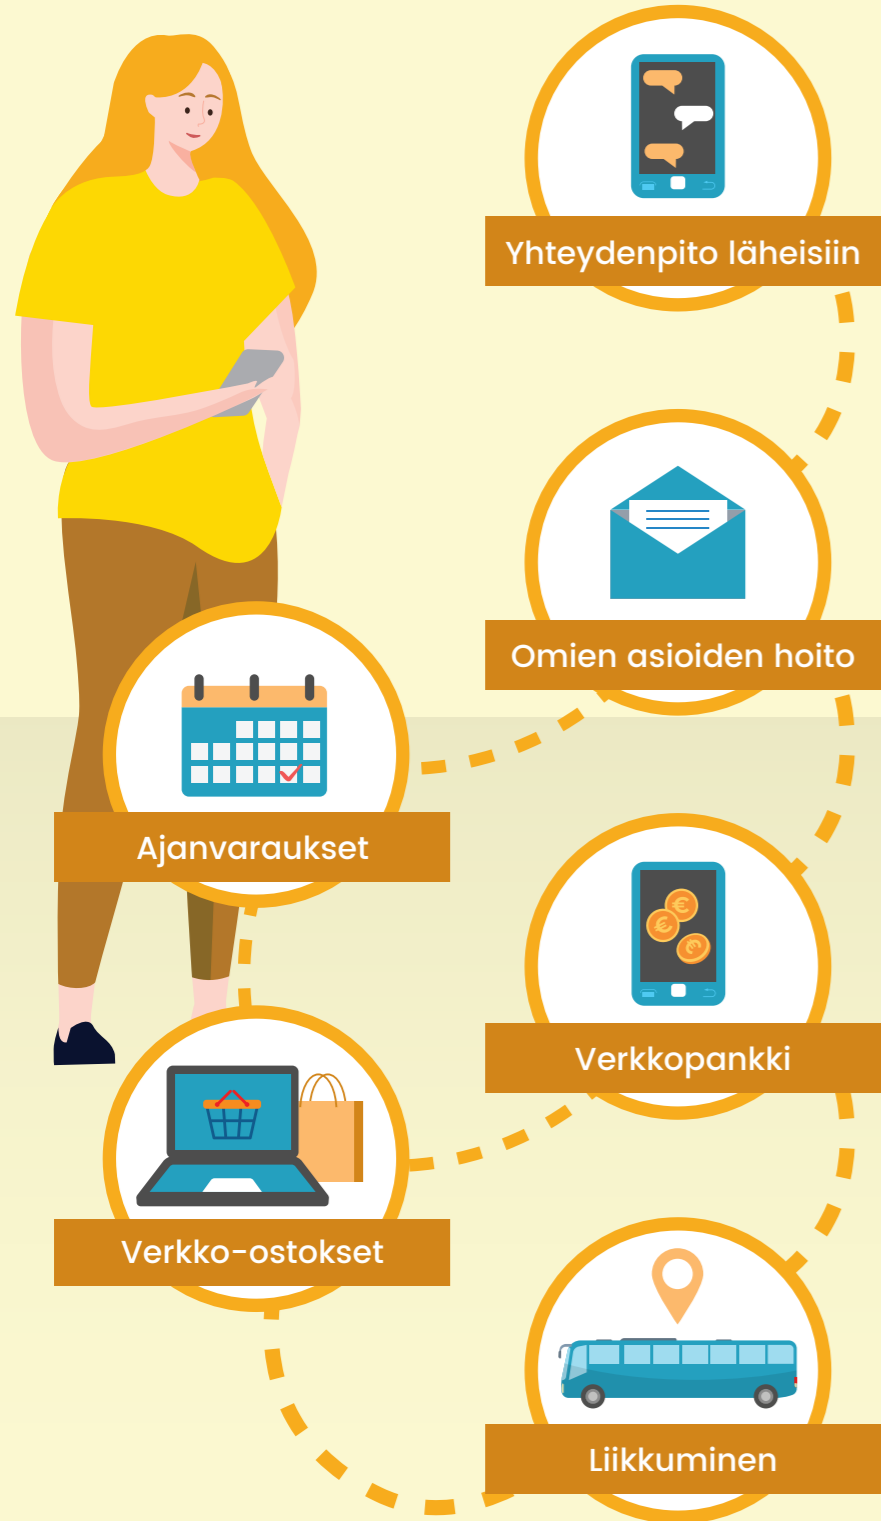 Yhteydenpito läheisiin
Omien asioiden hoito
Ajanvaraukset
Verkkopankki
Verkko-ostokset
Liikkuminen